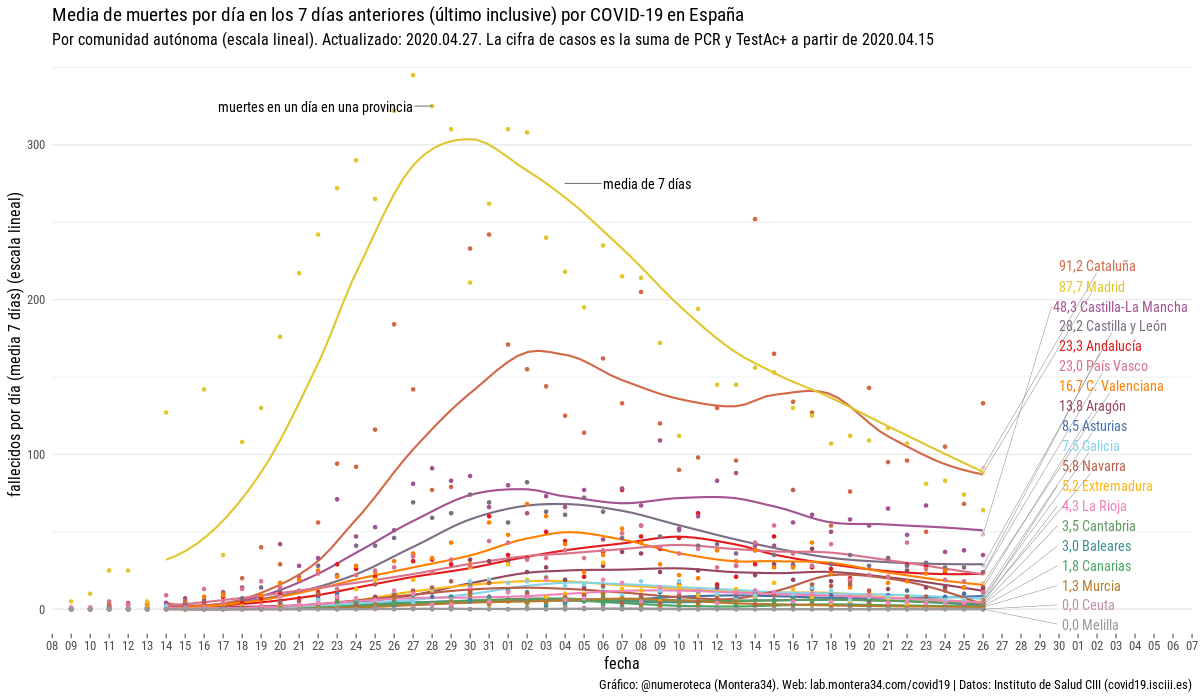 Media de muertes por día en los 7 días anteriores (último inclusive) por COVID-19 en España
Por comunidad autónoma (escala lineal). Actualizado: 2020.04.27. La cifra de casos es la suma de PCR y TestAc+ a partir de 2020.04.15
muertes en un día en una provincia
media de 7 días
fallecidos por día (media 7 días) (escala lineal)
300
200
100
0
91,2 Cataluña
87,7 Madrid
48,3 Castilla-La Mancha
28,2 Castilla y León
23,3 Andalucía
23,0 País Vasco
16,7 C. Valenciana
13,8 Aragón
8,5 Asturias
7,5 Galicia
5,8 Navarra
5,2 Extremadura
4,3 La Rioja
3,5 Cantabria
3,0 Baleares
1,8 Canarias
1,3 Murcia
0,0 Ceuta
0,0 Melilla
08 09 10 11 12 13 14 15 16 17 18 19 20 21 22 23 24 25 26 27 28 29 30 31 01 02 03 04 05 06 07 08 09 10 11 12 13 14 15 16 17 18 19 20 21 22 23 24 25 26 27 28 29 30 01 02 03 04 05 06 07
fecha
Gráfico: @numeroteca (Montera34). Web: lab.montera34.com/covid19 | Datos: Instituto de Salud CIII (covid19.isciii.es)